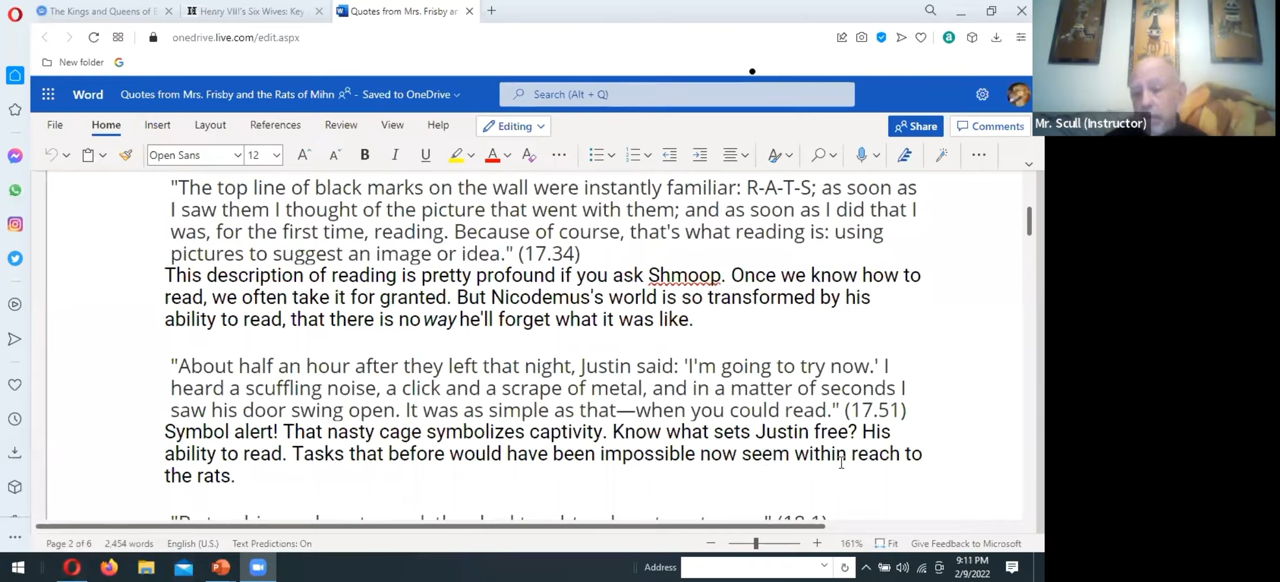 The Kings and Queens of E
Henry VIII's Six Wives: Key
Quotes from Mrs. Frisby ar
onedrive.live.com/edit.aspx
New folder
Word
Quotes from Mrs. Frisby and the Rats of Mihn
- Saved to OneDrive
Search (Alt + Q)
Mr. Scull (Instructor)
File
Home
Insert
Layout
References
Review
View
Help
Editing
Share
Comments
Open Sans
12
"The top line of black marks on the wall were instantly familiar: R-A-T-S; as soon as
I saw them I thought of the picture that went with them; and as soon as I did that I
was, for the first time, reading. Because of course, that's what reading is: using
pictures to suggest an image or idea." (17.34)
This description of reading is pretty profound if you ask Shmoop. Once we know how to
read, we often take it for granted. But Nicodemus's world is so transformed by his
ability to read, that there is no way he'll forget what it was like.
"About half an hour after they left that night, Justin said: 'I'm going to try now.' I
heard a scuffling noise, a click and a scrape of metal, and in a matter of seconds I
saw his door swing open. It was as simple as that—when you could read." (17.51)
Symbol alert! That nasty cage symbolizes captivity. Know what sets Justin free? His
ability to read. Tasks that before would have been impossible now seem within reach to
the rats.
Page 2 of 6
2,454 words
English (U.S.)
Text Predictions: On
161%
Fit
Give Feedback to Microsoft
Address
9:11 PM
2/9/2022